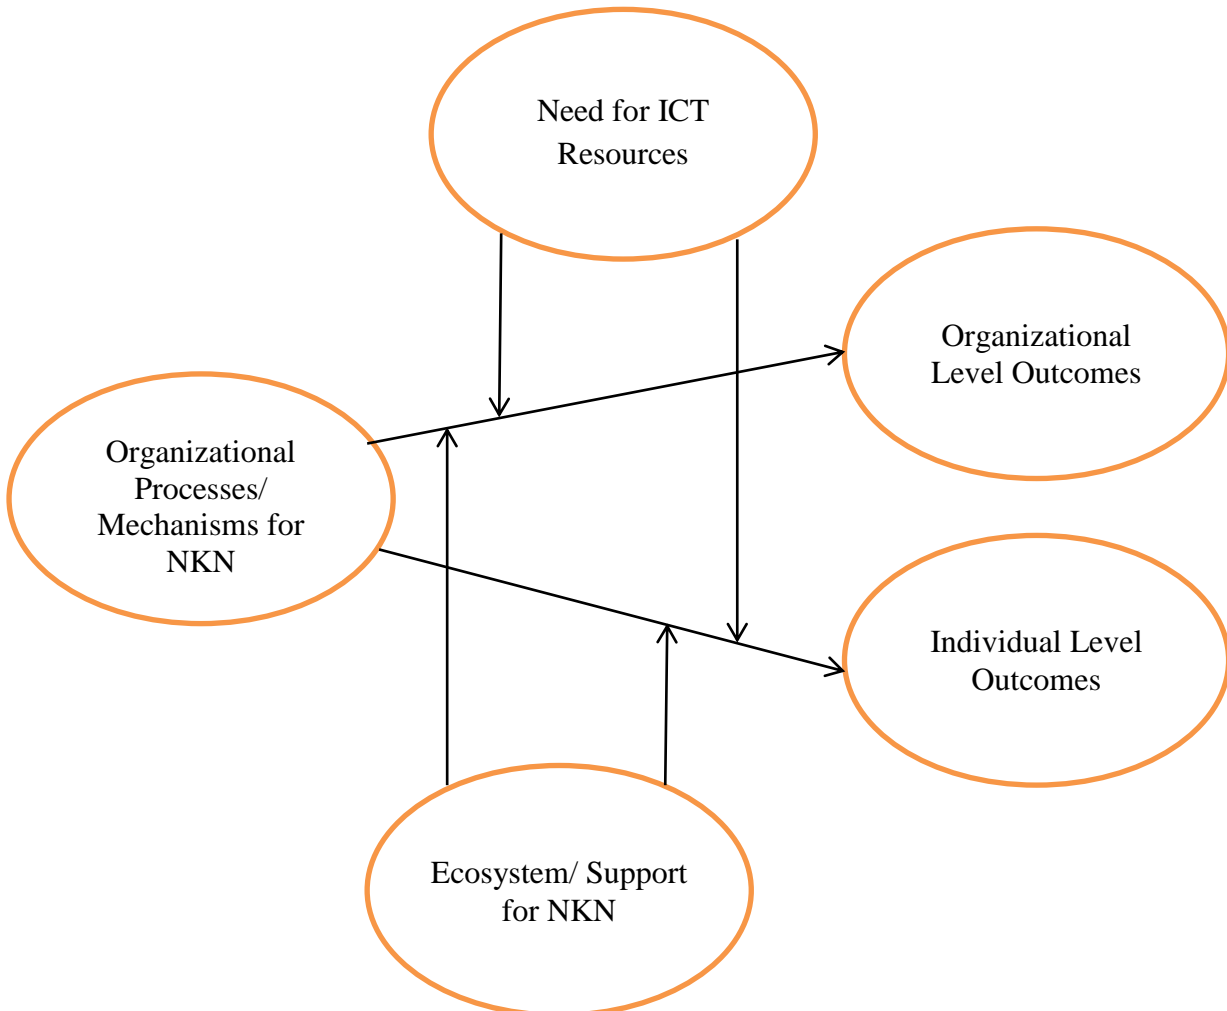 Need for ICT
Resources
Organizational
Level Outcomes
Organizational
Processes/
Mechanisms for
NKN
Individual Level
Outcomes
Ecosystem/ Support
for NKN